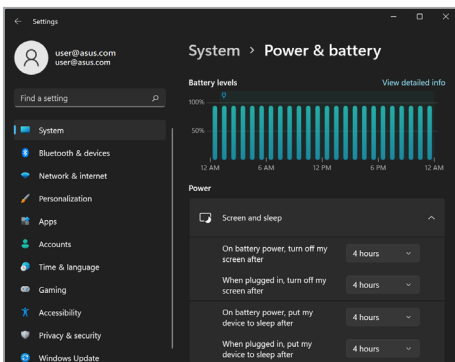 Settings
user@asus.com
user@asus.com
Find a setting
System
Bluetooth & devices
Network & internet
Personalization
Apps
Accounts
Time & language
Gaming
Accessibility
Privacy & security
Windows Update
System > Power & battery
Battery levels
View detailed info
100%
50%
12 AM
6 AM
12 PM
6 PM
12 AM
Power
Screen and sleep
On battery power, turn off my
screen after
4 hours
When plugged in, turn off my
screen after
4 hours
On battery power, put my
device to sleep after
4 hours
When plugged in, put my
device to sleep after
4 hours